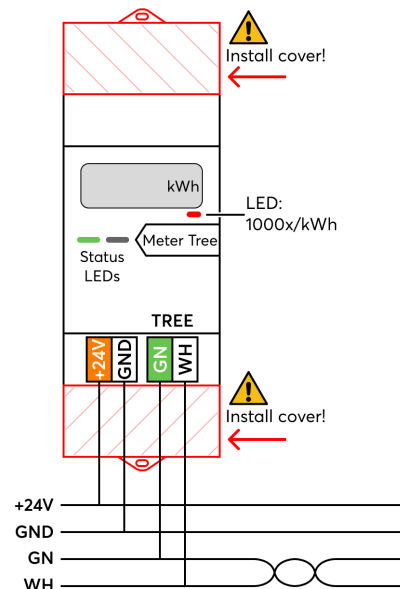 Install cover!
kWh
LED:
1000x/kWh
Meter Tree
Status
LEDs
TREE
+24V
GND
GN
WH
Install cover!
+24V
GND
GN
WH